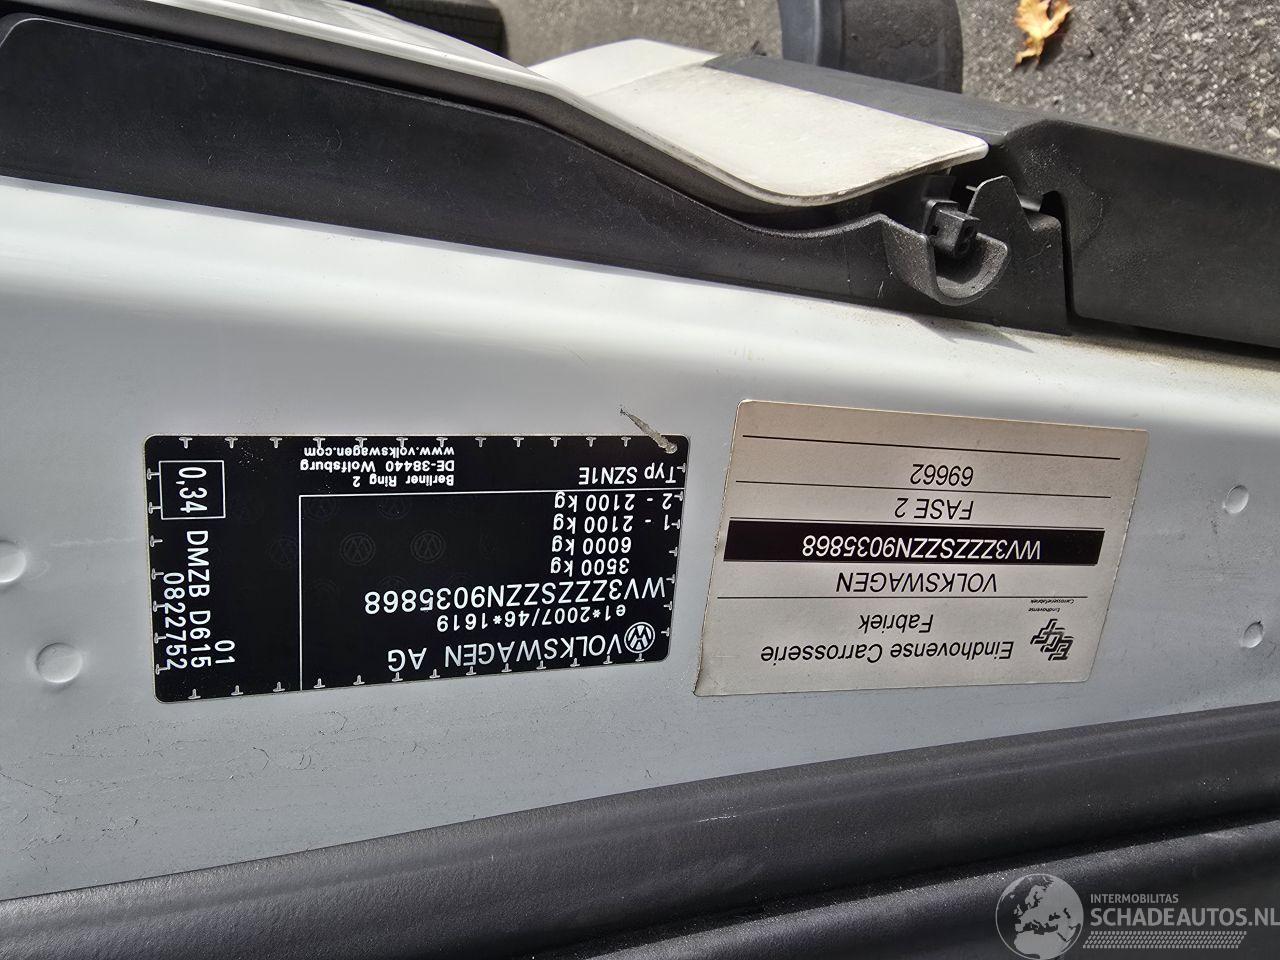 VOLKSWAGEN AG
e1*2007/46*1619
WV3ZZZSZZN9035868
3500 kg
6000 kg
1 - 2100 kg
2 - 2100 kg
Typ SZN1E
Berliner Ring 2
DE-38440 Wolfsburg
www.volkswagen.com
0,34
DMZB D615 01
0822752
Eindhovense Carrosserie
Fabriek
Eindhovense
Carrosseriefabriek
VOLKSWAGEN
WV3ZZZSZZN9035868
FASE 2
69662
INTERMOBILITAS
SCHADEAUTOS.NL